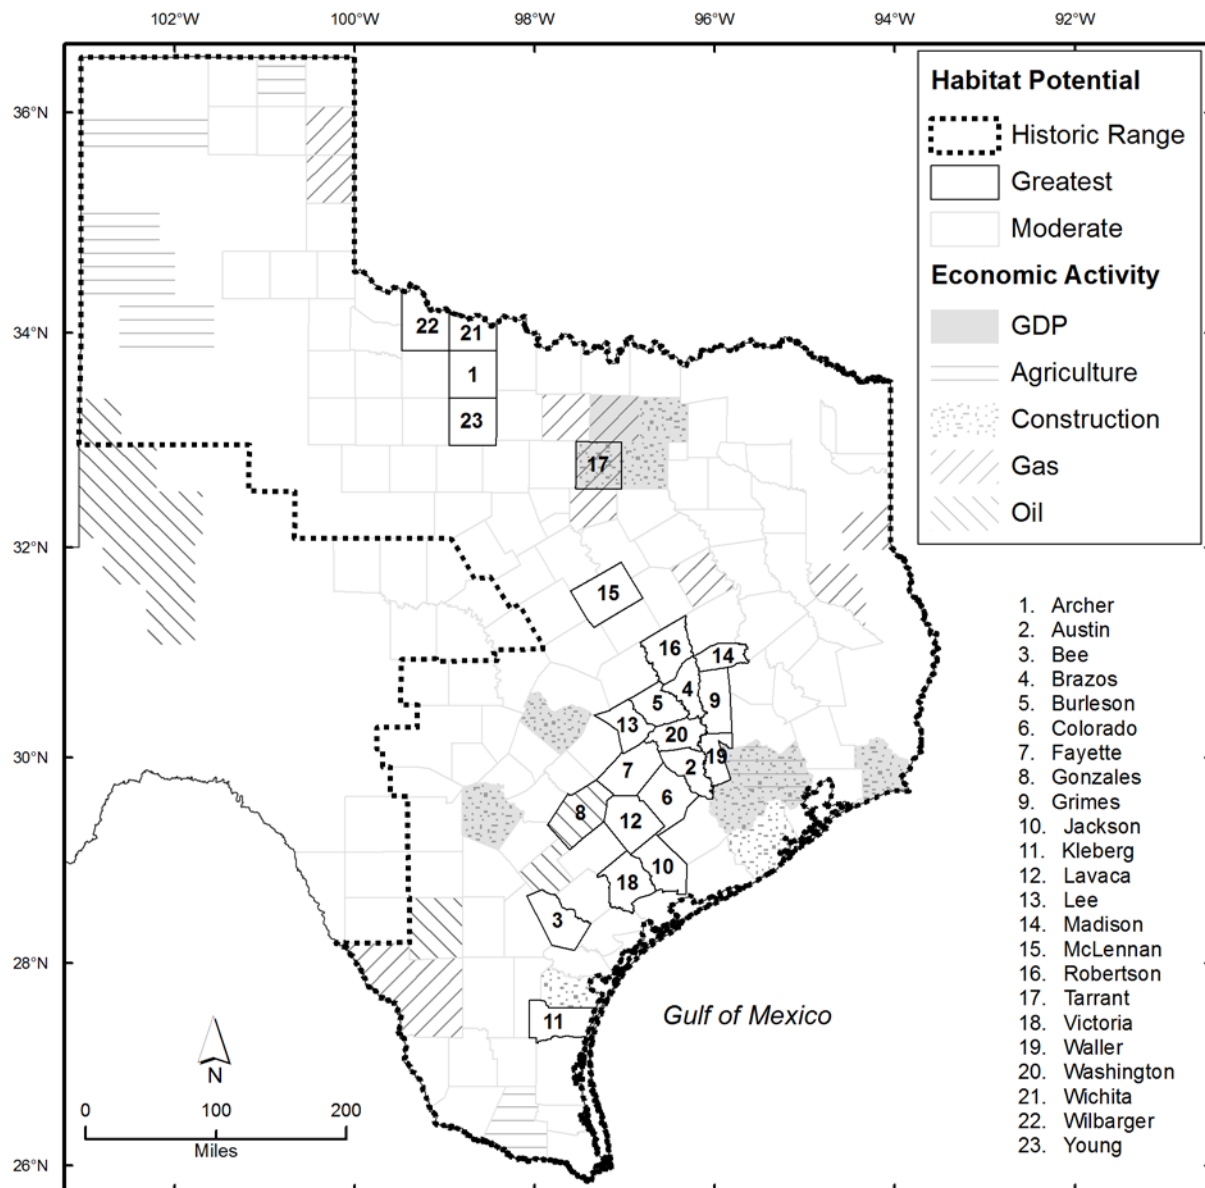 102°W 100°W 98°W 96°W 94°W 92°W
36°N
34°N
32°N
30°N
28°N
26°N
Habitat Potential
Historic Range
Greatest
Moderate
Economic Activity
GDP
Agriculture
Construction
Gas
Oil
22
21
1
23
17
15
16
14
4
5
9
13
20
19
7
2
6
8
12
10
18
3
11
1. Archer
2. Austin
3. Bee
4. Brazos
5. Burleson
6. Colorado
7. Fayette
8. Gonzales
9. Grimes
10. Jackson
11. Kleberg
12. Lavaca
13. Lee
14. Madison
15. McLennan
16. Robertson
17. Tarrant
18. Victoria
19. Waller
20. Washington
21. Wichita
22. Wilbarger
23. Young
Gulf of Mexico
N
0 100 200
Miles